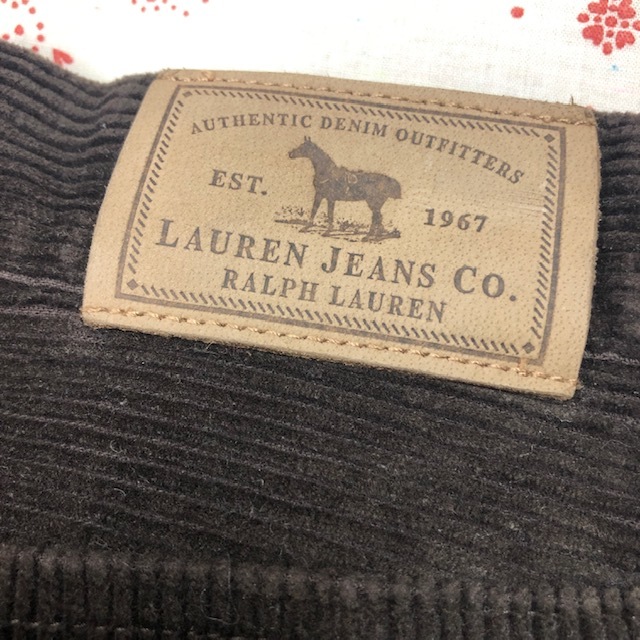 AUTHENTIC DENIM OUTFITTERS
EST. 1967
LAUREN JEANS CO.
RALPH LAUREN